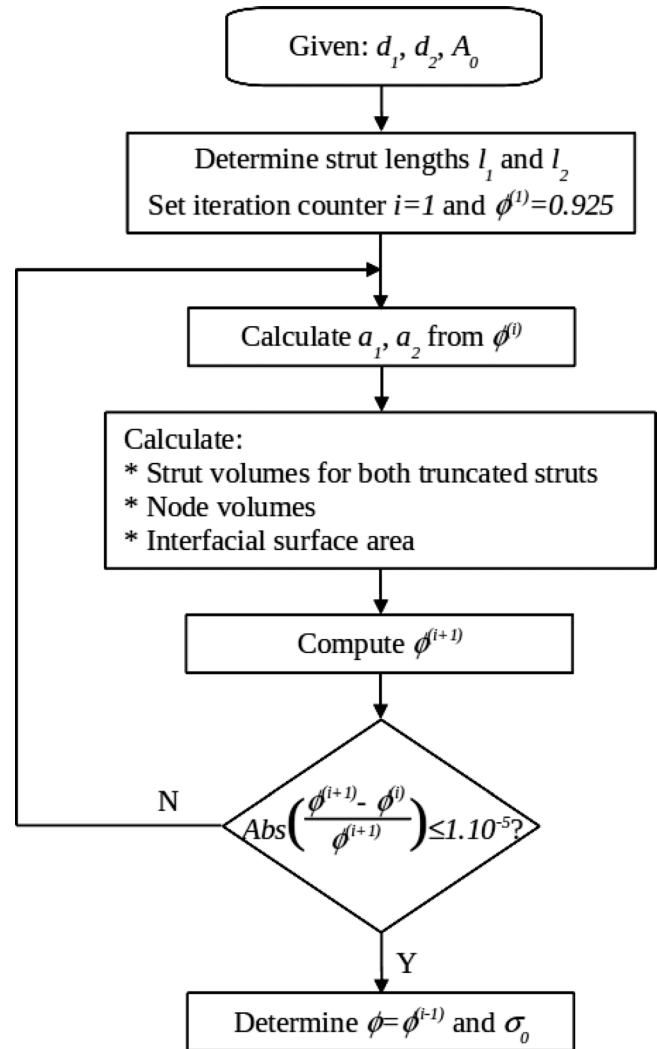 Given: d₁, d₂, A₀
Determine strut lengths l₁ and l₂
Set iteration counter i=1 and ϕ⁽¹⁾=0.925
Calculate a₁, a₂ from ϕ⁽ⁱ⁾
Calculate:
* Strut volumes for both truncated struts
* Node volumes
* Interfacial surface area
Compute ϕ⁽ⁱ⁺¹⁾
N
Abs(ϕ⁽ⁱ⁺¹⁾- ϕ⁽ⁱ⁾/ϕ⁽ⁱ⁺¹⁾)≤1.10⁻⁵?
Y
Determine ϕ=ϕ⁽ⁱ⁻¹⁾ and σ₀